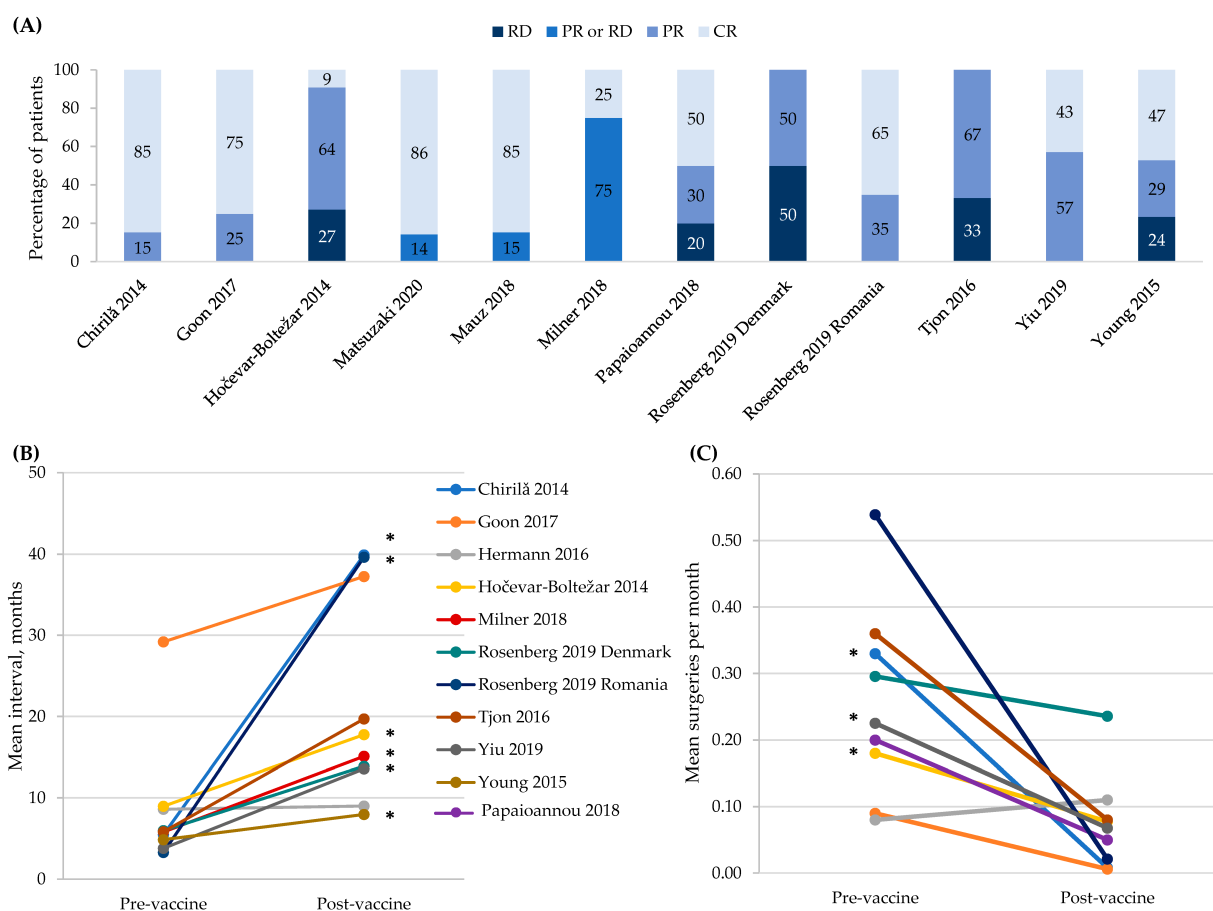 (A)
RD PR or RD PR CR
Percentage of patients
100
80
60
40
20
0
85
15
75
25
9
64
27
86
14
85
15
25
75
50
30
20
50
50
65
35
67
33
43
57
47
29
24
Chirilă 2014
Goon 2017
Hočevar-Boltežar 2014
Matsuzaki 2020
Mauz 2018
Milner 2018
Papaioannou 2018
Rosenberg 2019 Denmark
Rosenberg 2019 Romania
Tjon 2016
Yiu 2019
Young 2015
(B)
Mean interval, months
50
40
30
20
10
0
*
*
*
*
*
*
Pre-vaccine Post-vaccine
Chirilă 2014
Goon 2017
Hermann 2016
Hočevar-Boltežar 2014
Milner 2018
Rosenberg 2019 Denmark
Rosenberg 2019 Romania
Tjon 2016
Yiu 2019
Young 2015
Papaioannou 2018
(C)
Mean surgeries per month
0.60
0.50
0.40
0.30
0.20
0.10
0.00
*
*
*
Pre-vaccine Post-vaccine